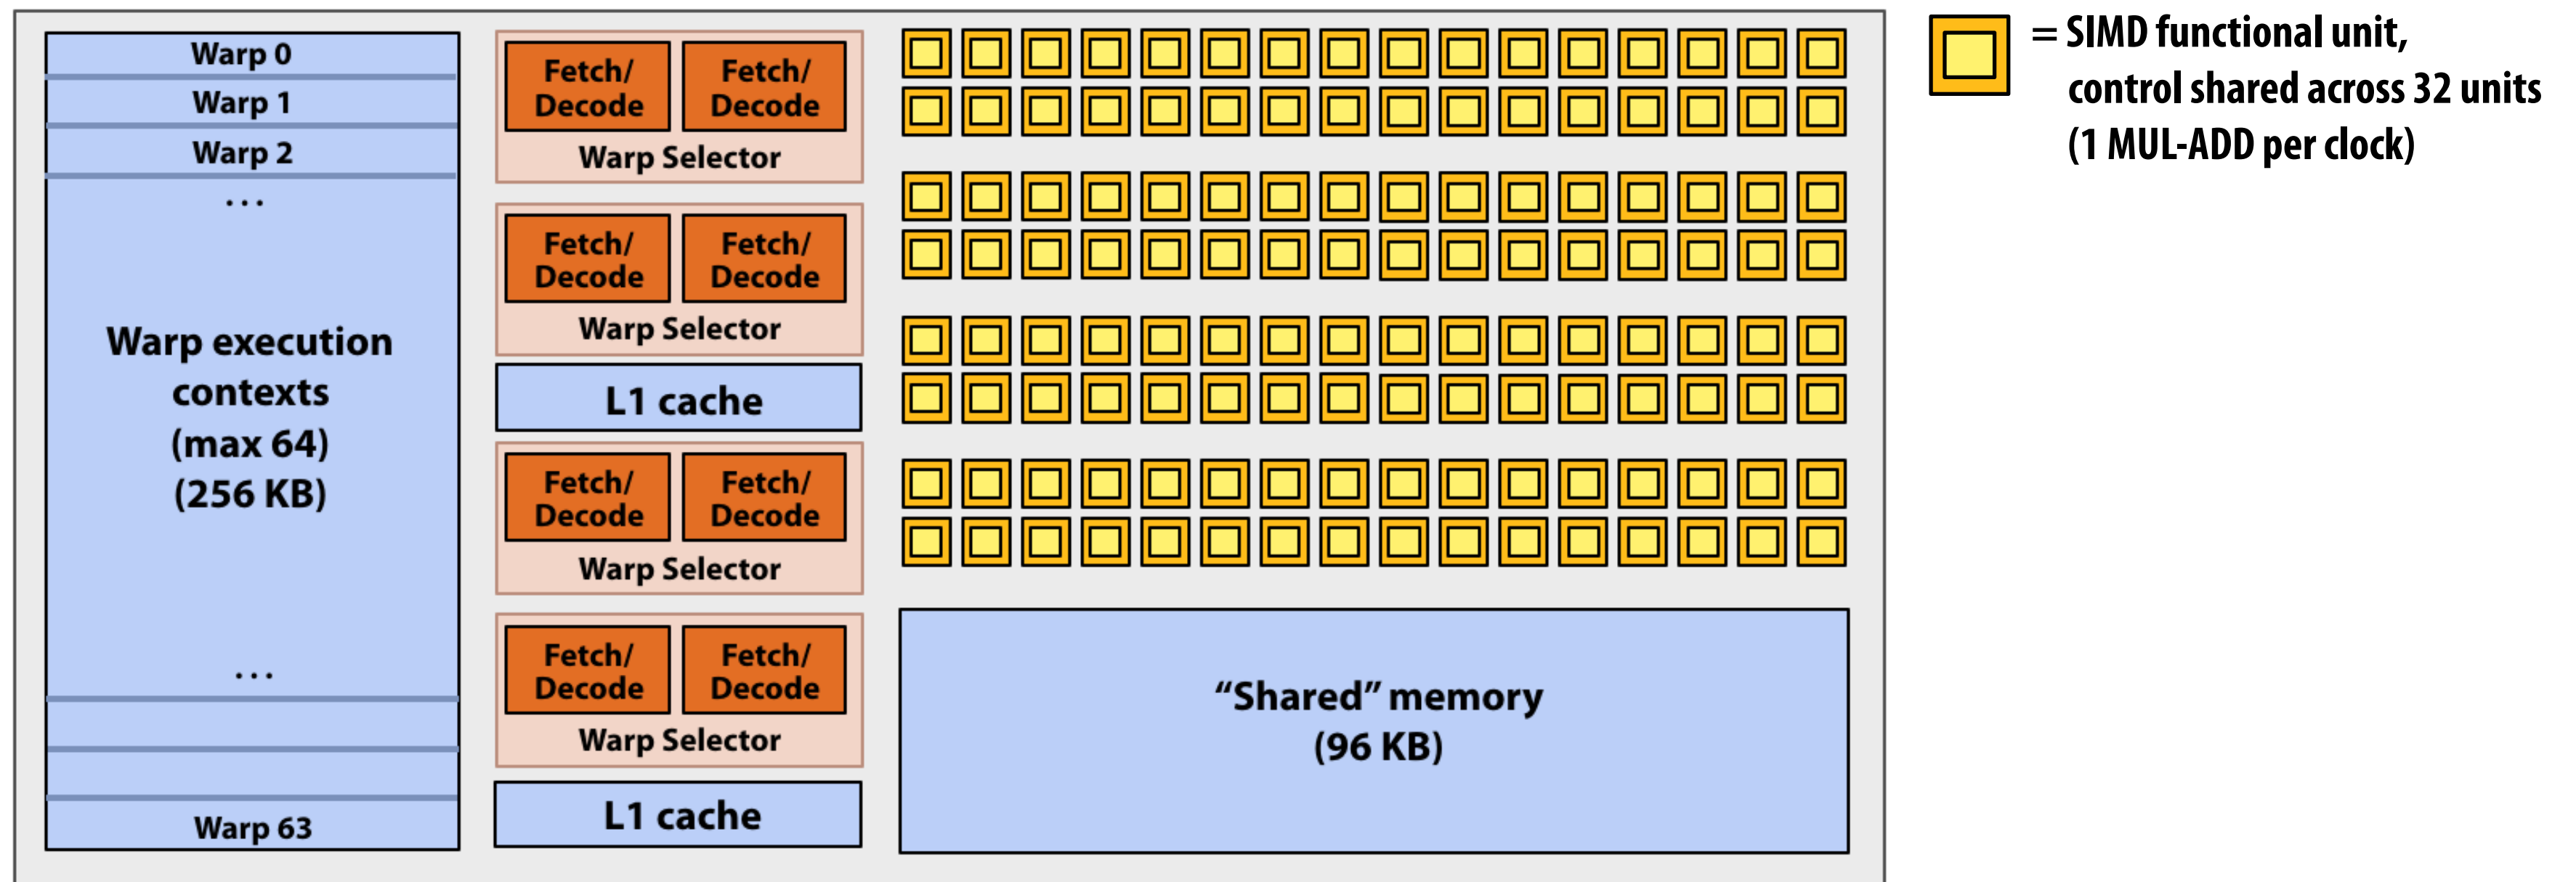 Warp 0
Warp 1
Warp 2
...
Warp execution
contexts
(max 64)
(256 KB)
...
Warp 63
Fetch/
Decode
Fetch/
Decode
Warp Selector
Fetch/
Decode
Fetch/
Decode
Warp Selector
L1 cache
Fetch/
Decode
Fetch/
Decode
Warp Selector
Fetch/
Decode
Fetch/
Decode
Warp Selector
L1 cache
“Shared” memory
(96 KB)
= SIMD functional unit,
control shared across 32 units
(1 MUL-ADD per clock)